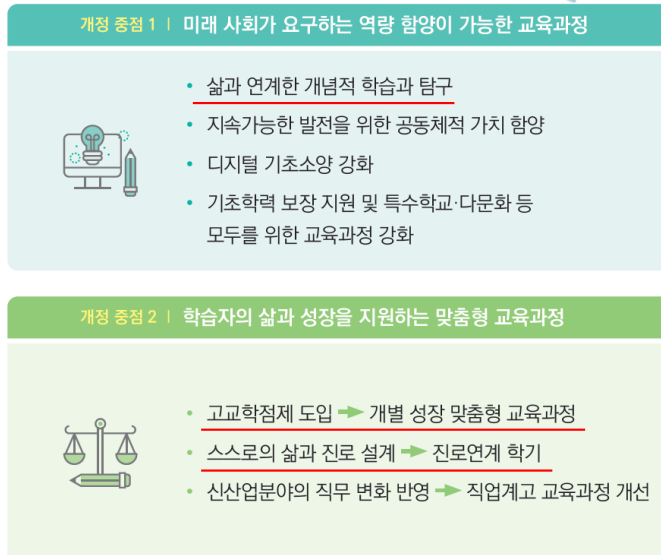 개정 중점 1 | 미래 사회가 요구하는 역량 함양이 가능한 교육과정
• 삶과 연계한 개념적 학습과 탐구
• 지속가능한 발전을 위한 공동체적 가치 함양
• 디지털 기초소양 강화
• 기초학력 보장 지원 및 특수학교·다문화 등
모두를 위한 교육과정 강화
개정 중점 2 | 학습자의 삶과 성장을 지원하는 맞춤형 교육과정
• 고교학점제 도입 → 개별 성장 맞춤형 교육과정
• 스스로의 삶과 진로 설계 → 진로연계 학기
• 신산업분야의 직무 변화 반영 → 직업계고 교육과정 개선